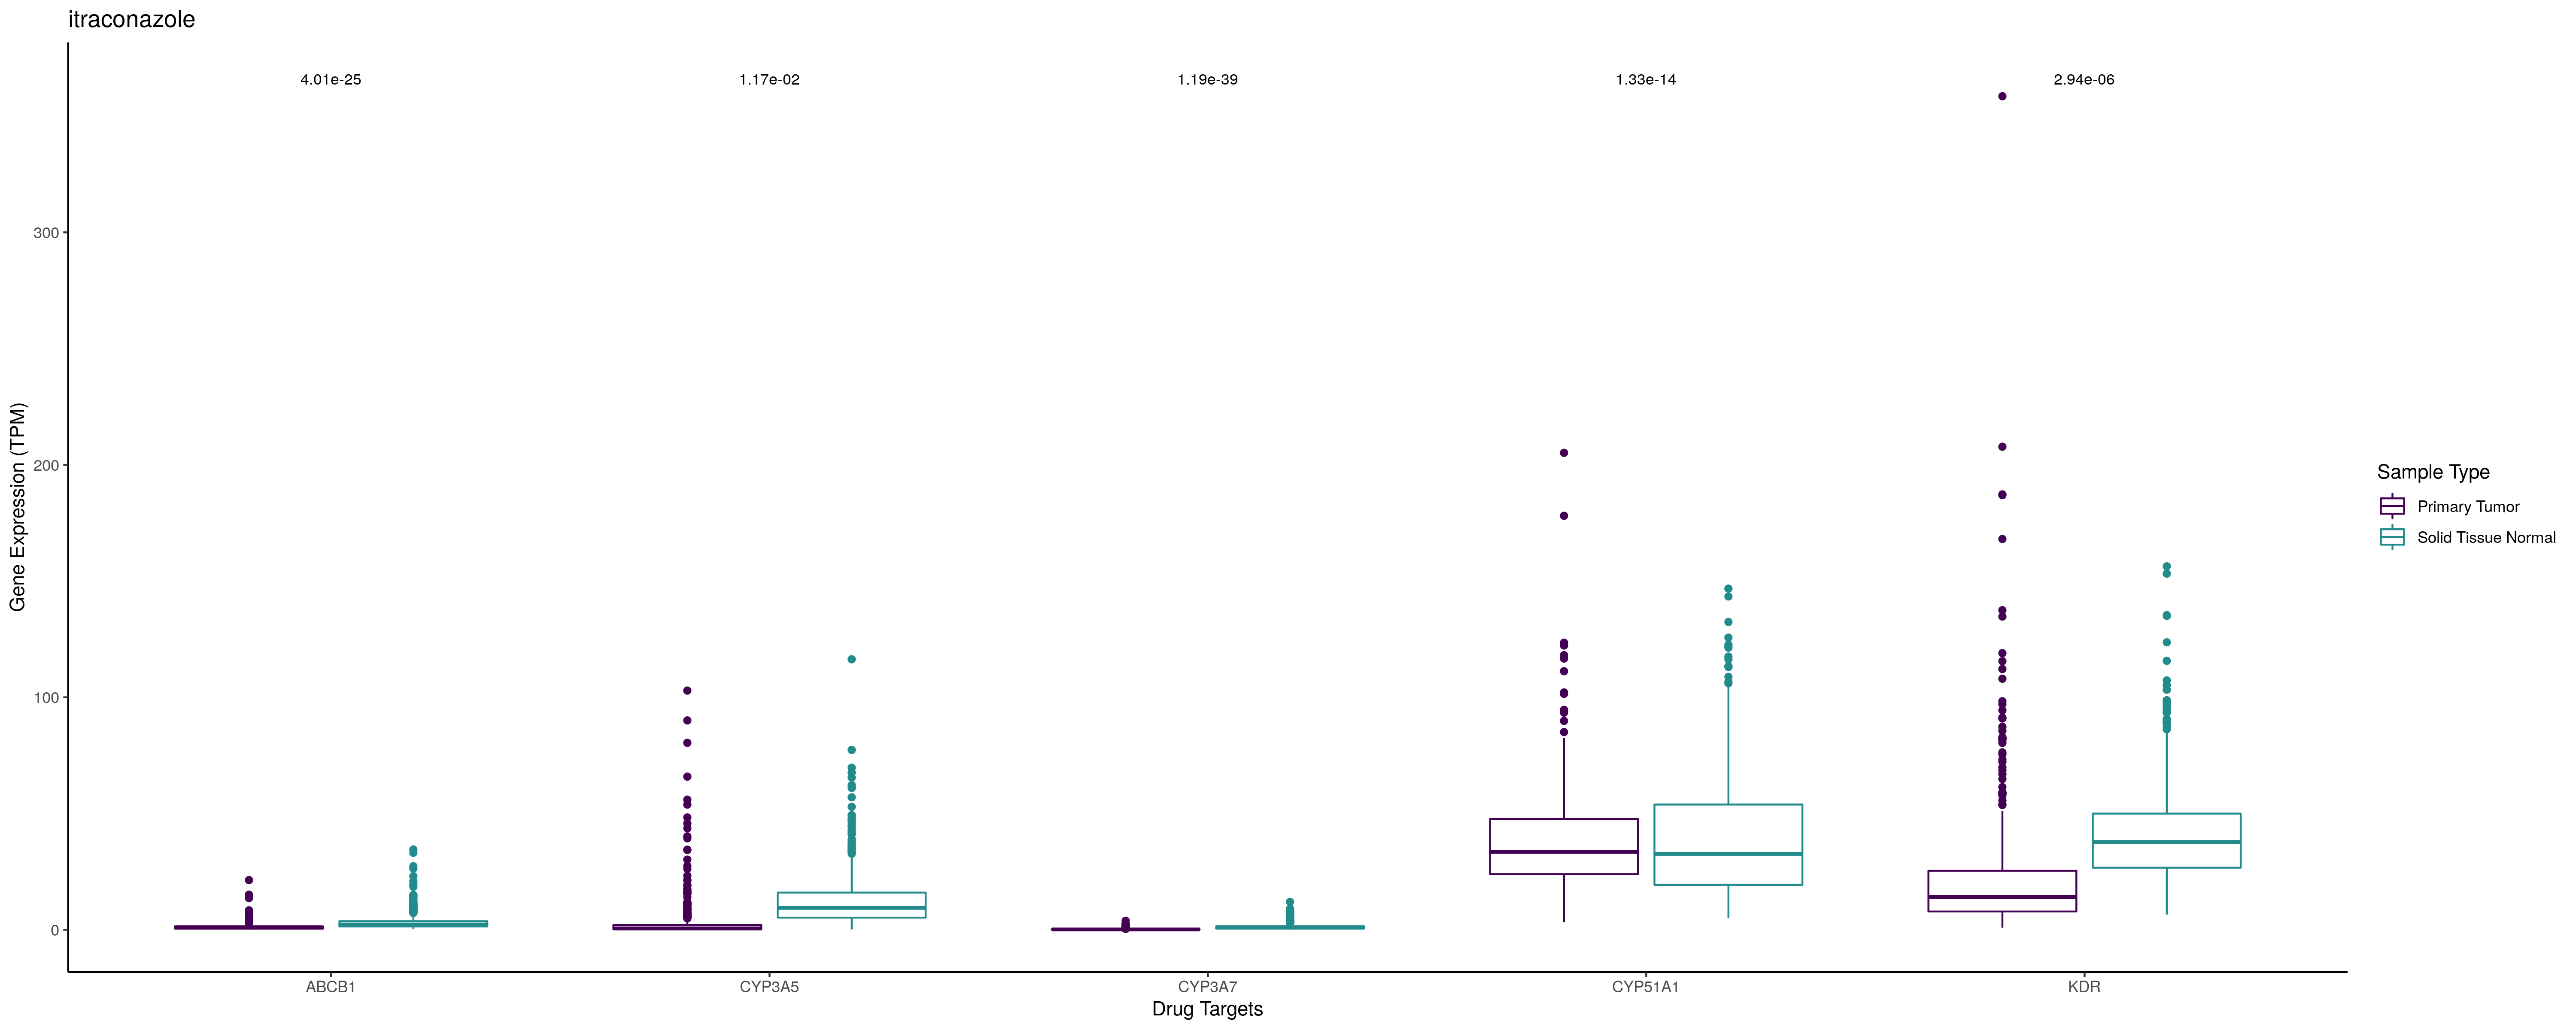 itraconazole
4.01e-25 1.17e-02 1.19e-39 1.33e-14 2.94e-06
300
200
100
0
Gene Expression (TPM)
ABCB1 CYP3A5 CYP3A7 CYP51A1 KDR
Drug Targets
Sample Type
Primary Tumor
Solid Tissue Normal